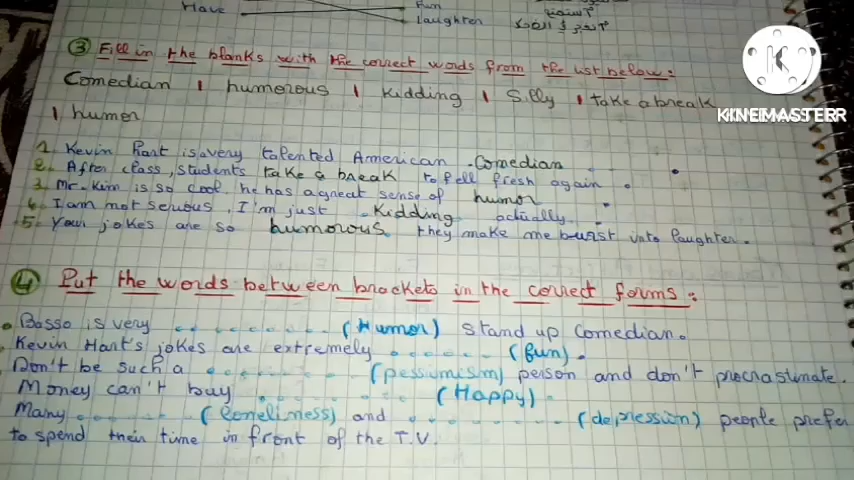 Have Fun
laughter
③ Fill in the blanks with the correct words from the list below:
Comedian / humorous / kidding / Silly / take a break
/ humor
1. Kevin Hart is a very talented American Comedian.
2. After class, students take a break to fell fresh again.
3. Mr. Kim is so cool. he has a great sense of humor.
4. I am not serious, I'm just kidding actually.
5. Your jokes are so humorous they make me burst into laughter.
④ Put the words between brackets in the correct forms:
• Basso is very ........ (Humor) stand up comedian.
• Kevin Hart's jokes are extremely ...... (fun).
Don't be such a ........ (pessimism) person and don't procrastinate.
Money can't buy ........ (Happy).
Many ........ (loneliness) and ........ (depression) people prefer
to spend their time in front of the T.V.
K
KINEMASTER